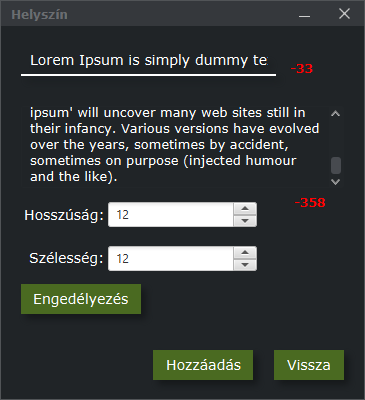 Helyszín
Lorem Ipsum is simply dummy te
-33
ipsum' will uncover many web sites still in
their infancy. Various versions have evolved
over the years, sometimes by accident,
sometimes on purpose (injected humour
and the like).
-358
Hosszúság: 12
Szélesség: 12
Engedélyezés
Hozzáadás Vissza